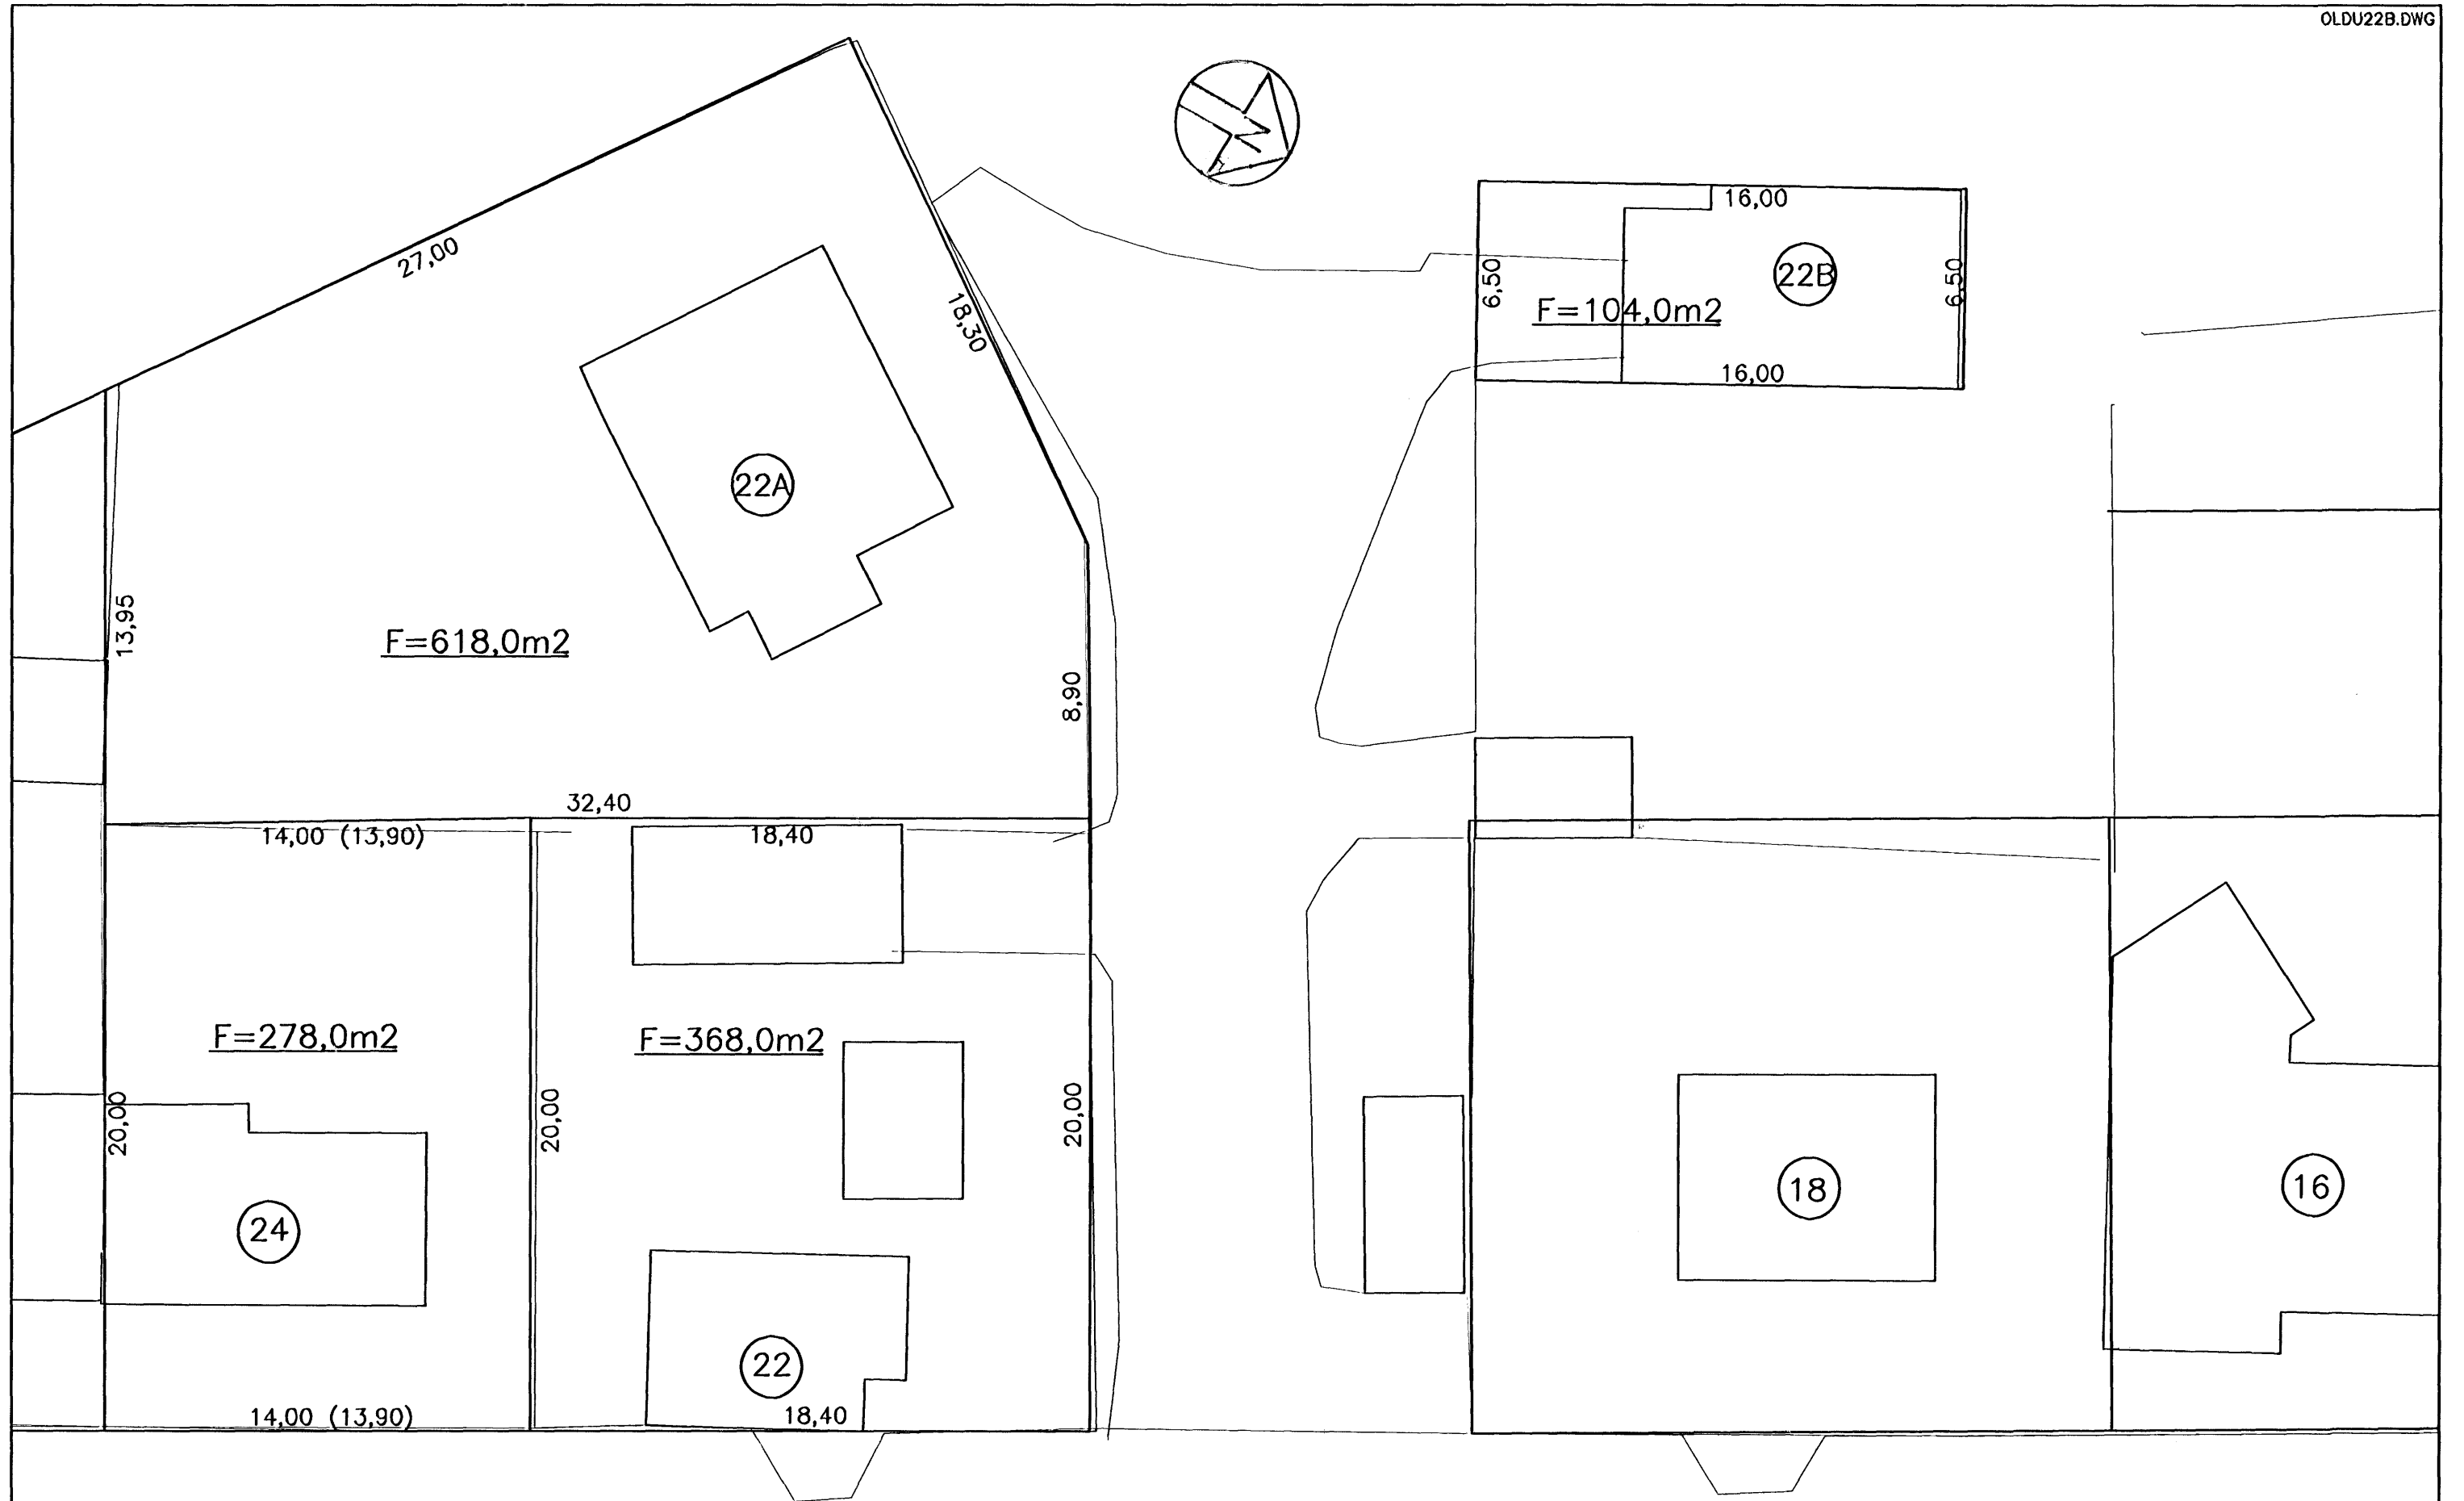 OLDU22B.DWG
N
16,00
27,00
6,50
22B
6,50
F=104,0m2
18,30
16,00
22A
13,95
F=618,0m2
8,90
32,40
14,00 (13,90)
18,40
F=278,0m2
F=368,0m2
20,00
20,00
20,00
24
18
16
22
14,00 (13,90)
18,40